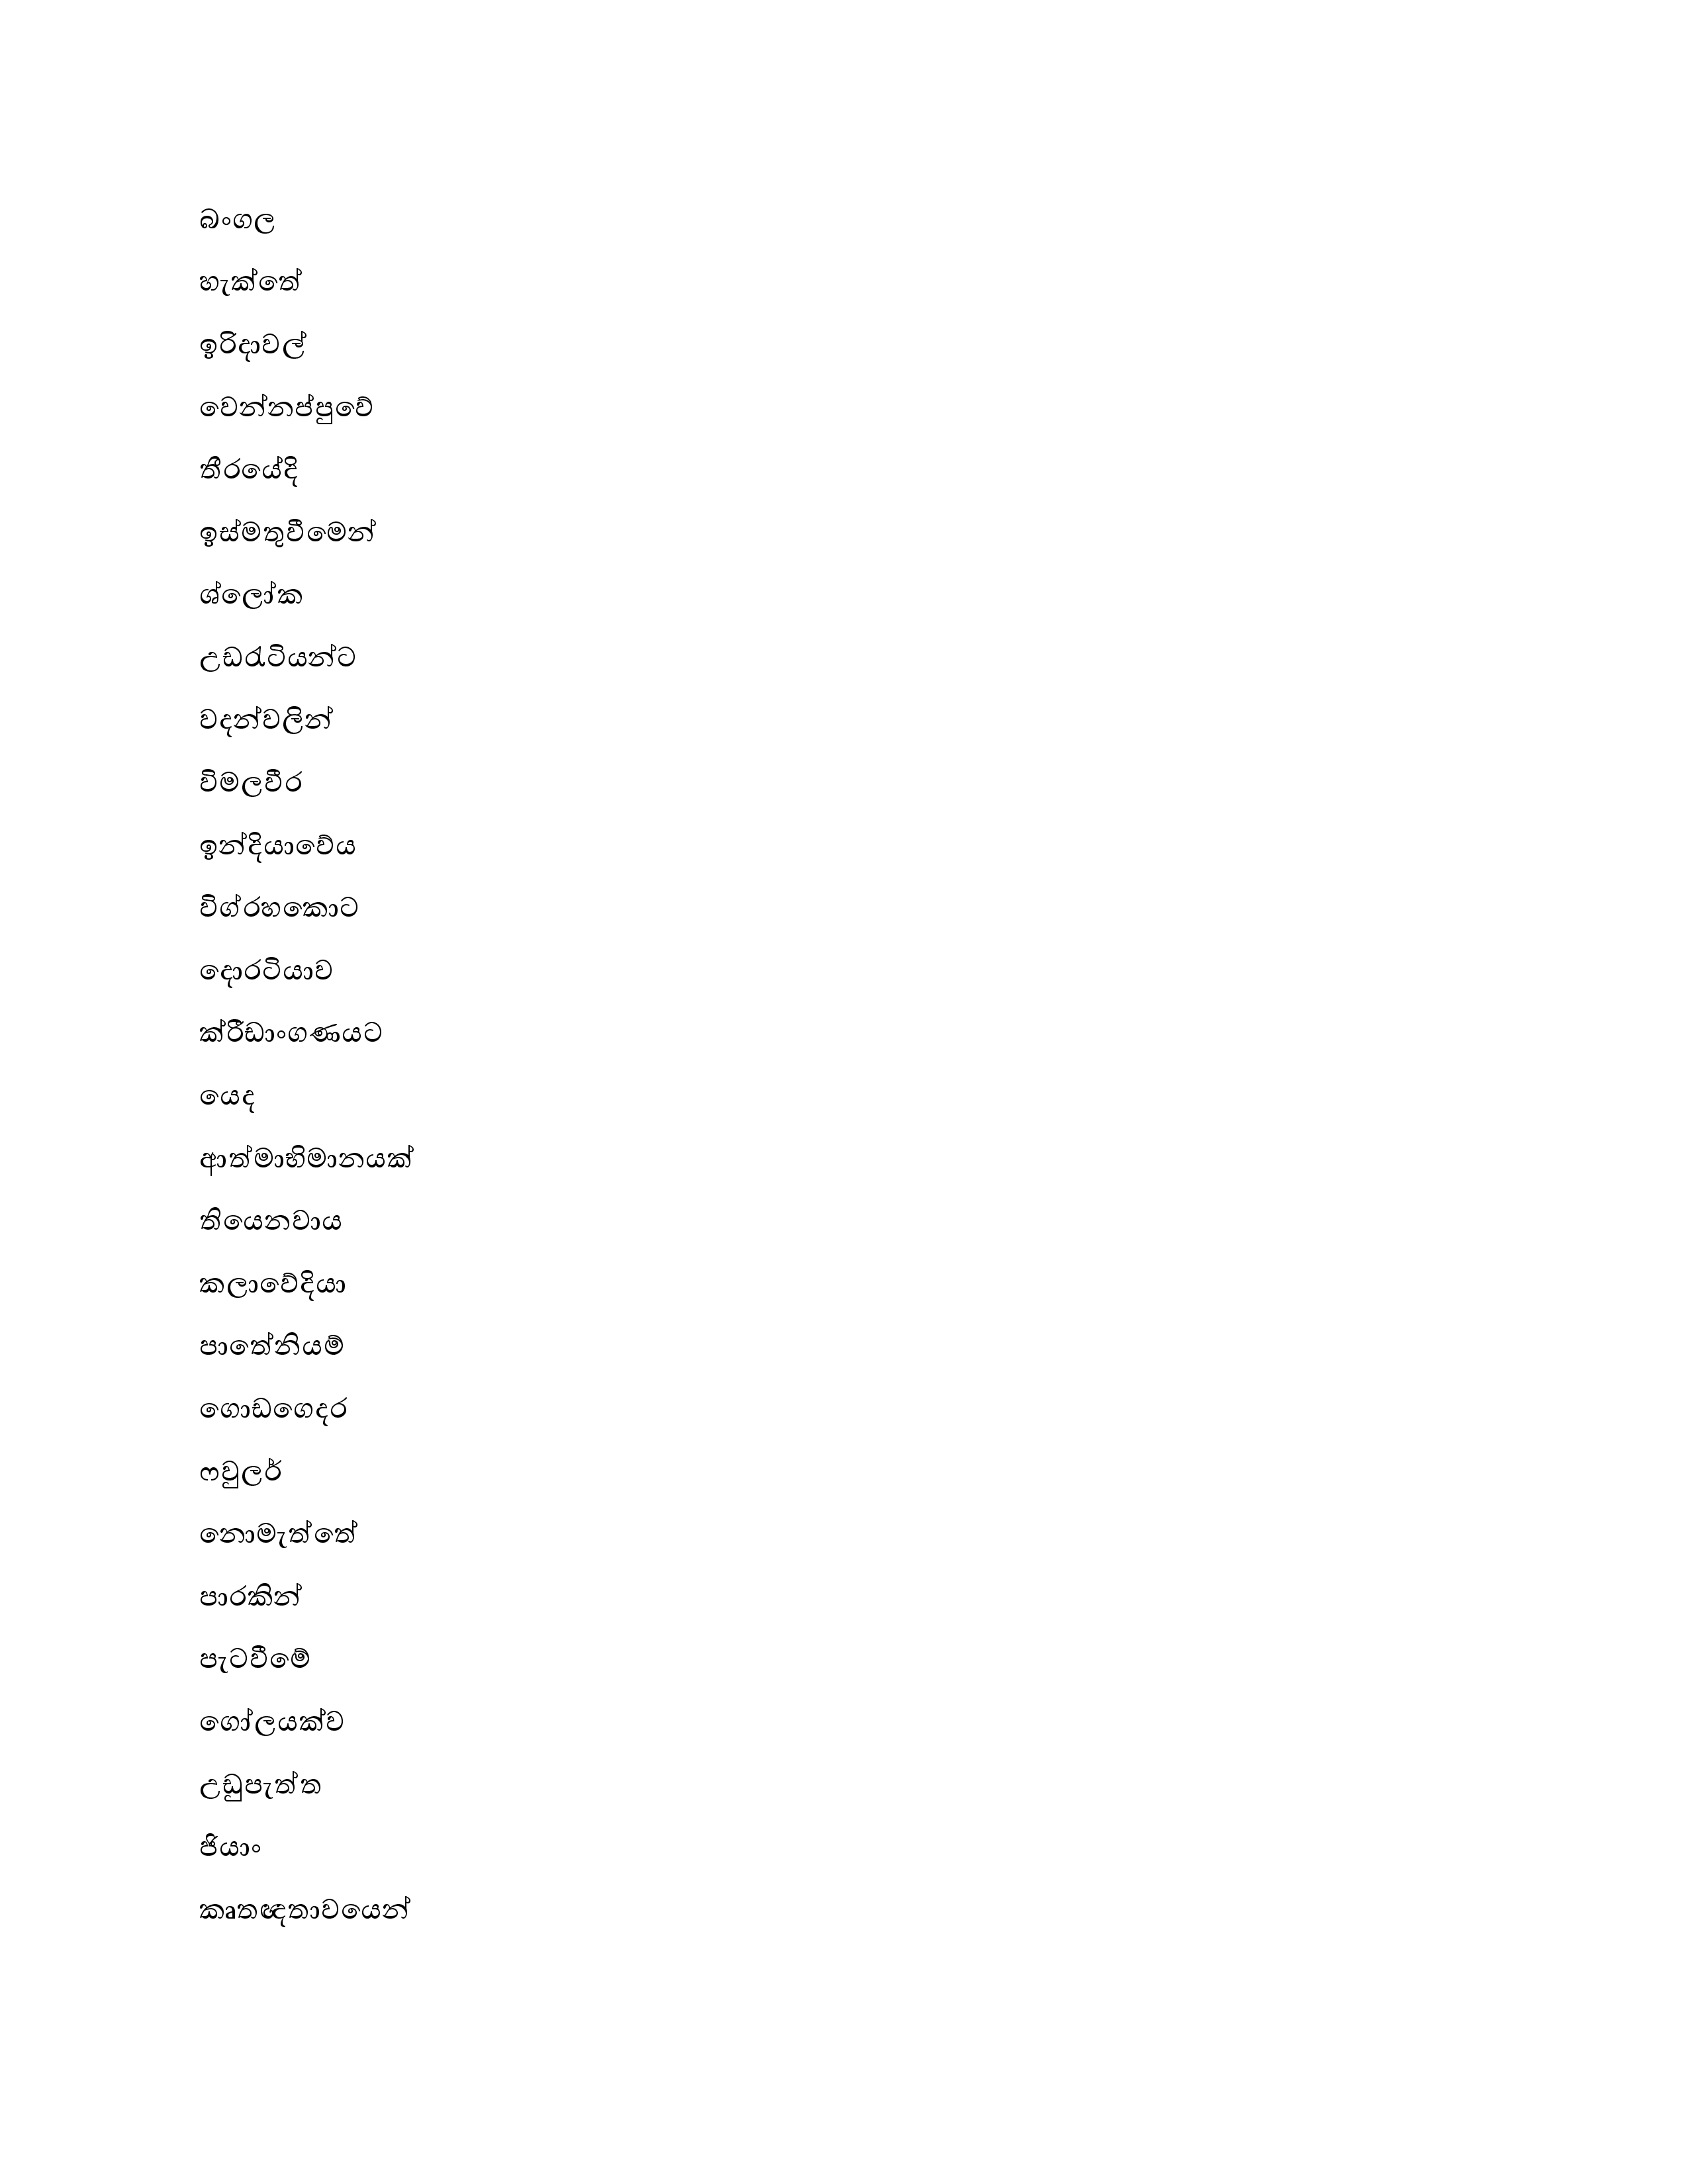 බංගල
හැක්තේ
ඉරිදාවල්
වෙන්නප්පුවේ
තීරයේදි
ඉස්මතුවීමෙන්
ශ්ලෝක
උඩරැටියන්ට
වදන්වලින්
විමලවීර
ඉන්දියාවේය
විග්රහකොට
දොරටියාව
ක්රීඩාංගණයට
යෙද
ආත්මාභිමානයක්
තියෙනවාය
කලාවේදියා
පාතේනියම්
ගොඩගෙදර
ෆවුලර්
නොමැත්තේ
පාරකින්
පැටවීමේ
ගෝලයක්ව
උඩුපැත්ත
ජියාං
කෘතඥතාවයෙන්